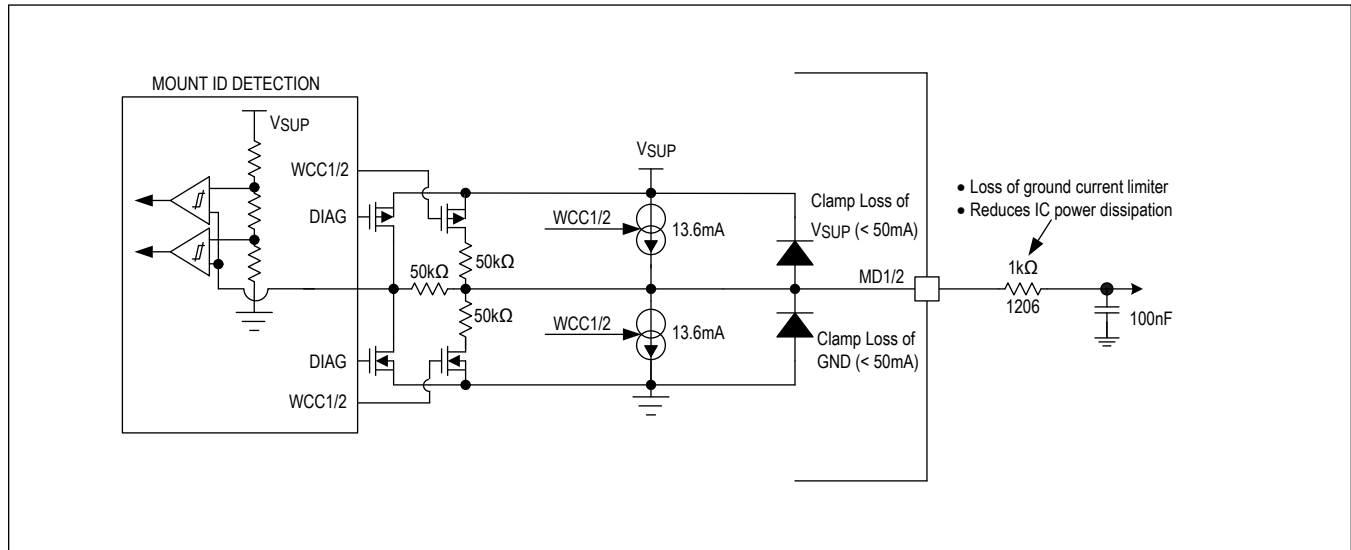 MOUNT ID DETECTION
VSUP
WCC1/2
DIAG
50kΩ
50kΩ
50kΩ
DIAG
WCC1/2
VSUP
WCC1/2
13.6mA
WCC1/2
13.6mA
Clamp Loss of
VSUP (< 50mA)
MD1/2
Clamp Loss of
GND (< 50mA)
• Loss of ground current limiter
• Reduces IC power dissipation
1kΩ
1206
100nF